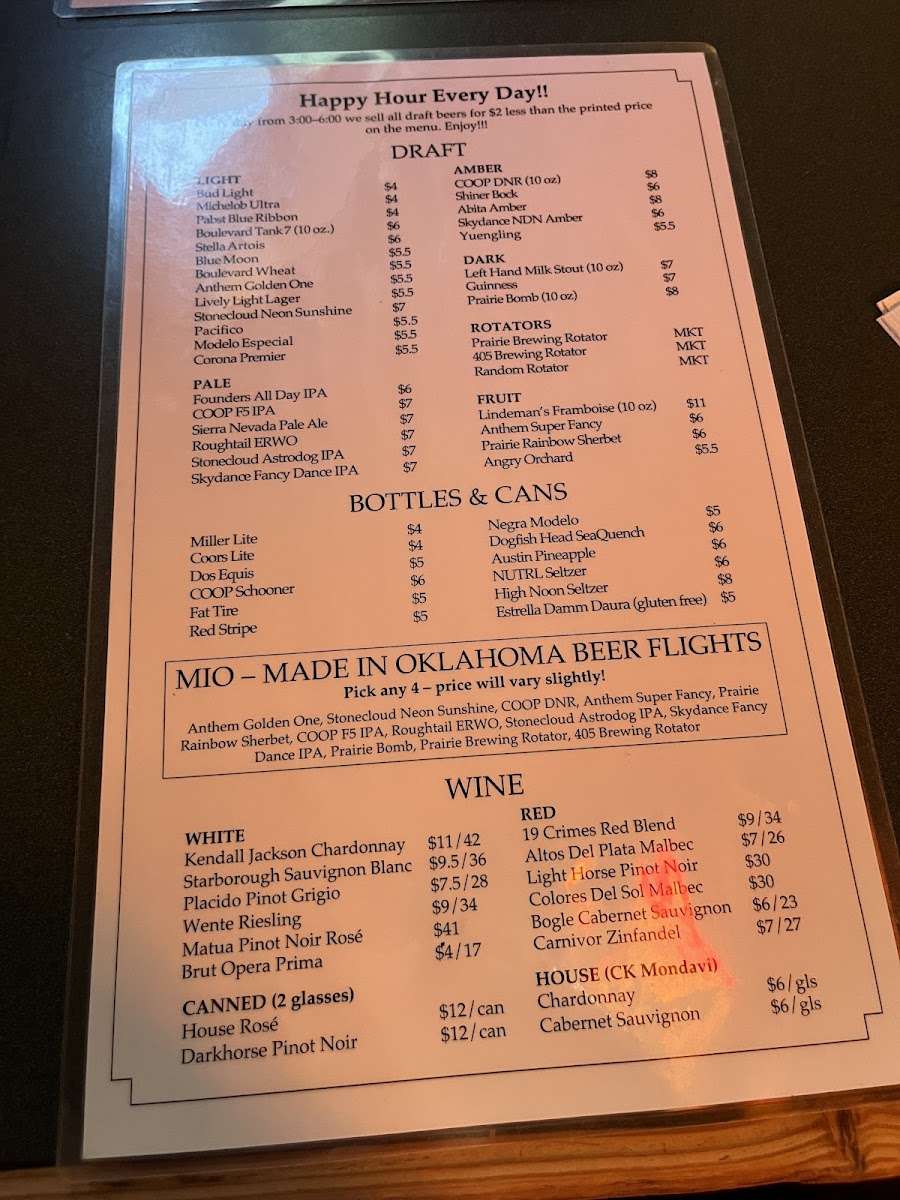 Happy Hour Every Day!!
from 3:00–6:00 we sell all draft beers for $2 less than the printed price
on the menu. Enjoy!!!
DRAFT
LIGHT
Bud Light $4
Michelob Ultra $4
Pabst Blue Ribbon $4
Boulevard Tank 7 (10 oz.) $6
Stella Artois $6
Blue Moon $5.5
Boulevard Wheat $5.5
Anthem Golden One $5.5
Lively Light Lager $5.5
Stonecloud Neon Sunshine $7
Pacifico $5.5
Modelo Especial $5.5
Corona Premier $5.5
PALE
Founders All Day IPA $6
COOP F5 IPA $7
Sierra Nevada Pale Ale $7
Roughtail ERWO $7
Stonecloud Astrodog IPA $7
Skydance Fancy Dance IPA $7
AMBER
COOP DNR (10 oz) $8
Shiner Bock $6
Abita Amber $8
Skydance NDN Amber $6
Yuengling $5.5
DARK
Left Hand Milk Stout (10 oz) $7
Guinness $7
Prairie Bomb (10 oz) $8
ROTATORS
Prairie Brewing Rotator MKT
405 Brewing Rotator MKT
Random Rotator MKT
FRUIT
Lindeman's Framboise (10 oz) $11
Anthem Super Fancy $6
Prairie Rainbow Sherbet $6
Angry Orchard $5.5
BOTTLES & CANS
Miller Lite $4
Coors Lite $4
Dos Equis $5
COOP Schooner $6
Fat Tire $5
Red Stripe $5
Negra Modelo $5
Dogfish Head SeaQuench $6
Austin Pineapple $6
NUTRL Seltzer $6
High Noon Seltzer $8
Estrella Damm Daura (gluten free) $5
MIO – MADE IN OKLAHOMA BEER FLIGHTS
Pick any 4 – price will vary slightly!
Anthem Golden One, Stonecloud Neon Sunshine, COOP DNR, Anthem Super Fancy, Prairie
Rainbow Sherbet, COOP F5 IPA, Roughtail ERWO, Stonecloud Astrodog IPA, Skydance Fancy
Dance IPA, Prairie Bomb, Prairie Brewing Rotator, 405 Brewing Rotator
WINE
WHITE
Kendall Jackson Chardonnay $11/42
Starborough Sauvignon Blanc $9.5/36
Placido Pinot Grigio $7.5/28
Wente Riesling $9/34
Matua Pinot Noir Rosé $41
Brut Opera Prima $4/17
CANNED (2 glasses)
House Rosé $12/can
Darkhorse Pinot Noir $12/can
RED
19 Crimes Red Blend $9/34
Altos Del Plata Malbec $7/26
Light Horse Pinot Noir $30
Colores Del Sol Malbec $30
Bogle Cabernet Sauvignon $6/23
Carnivor Zinfandel $7/27
HOUSE (CK Mondavi)
Chardonnay $6/gls
Cabernet Sauvignon $6/gls